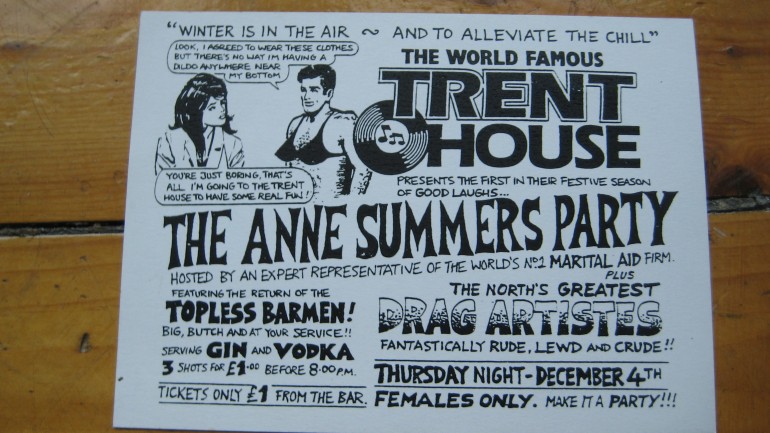 "WINTER IS IN THE AIR ~ AND TO ALLEVIATE THE CHILL"
LOOK, I AGREED TO WEAR THESE CLOTHES
BUT THERE'S NO WAY I'M HAVING A
DILDO ANYWHERE NEAR
MY BOTTOM
YOU'RE JUST BORING, THAT'S
ALL I'M GOING TO THE TRENT
HOUSE TO HAVE SOME REAL FUN!
THE WORLD FAMOUS
TRENT
HOUSE
PRESENTS THE FIRST IN THEIR FESTIVE SEASON
OF GOOD LAUGHS...
THE ANNE SUMMERS PARTY
HOSTED BY AN EXPERT REPRESENTATIVE OF THE WORLD'S No1 MARITAL AID FIRM.
PLUS
FEATURING THE RETURN OF THE
TOPLESS BARMEN!
BIG, BUTCH AND AT YOUR SERVICE!!
SERVING GIN AND VODKA
3 SHOTS FOR £1.00 BEFORE 8.00 P.M.
TICKETS ONLY £1 FROM THE BAR.
THE NORTH'S GREATEST
DRAG ARTISTES
FANTASTICALLY RUDE, LEWD AND CRUDE!!
THURSDAY NIGHT-DECEMBER 4TH
FEMALES ONLY. MAKE IT A PARTY!!!